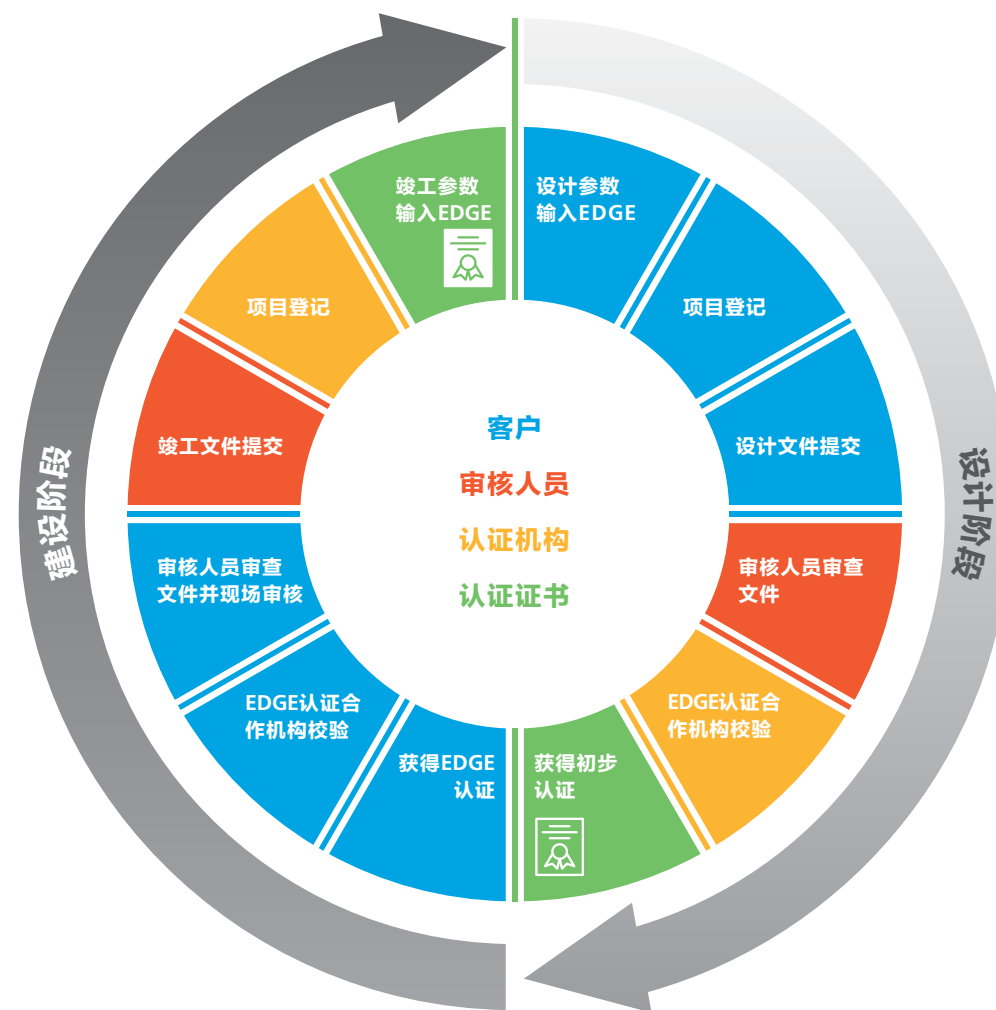 竣工参数
输入EDGE
设计参数
输入EDGE
项目登记
项目登记
竣工文件提交
设计文件提交
客户
审核人员
认证机构
认证证书
建设阶段
设计阶段
审核人员审查
文件并现场审核
审核人员审查
文件
EDGE认证合
作机构校验
EDGE认证合
作机构校验
获得EDGE
认证
获得初步
认证